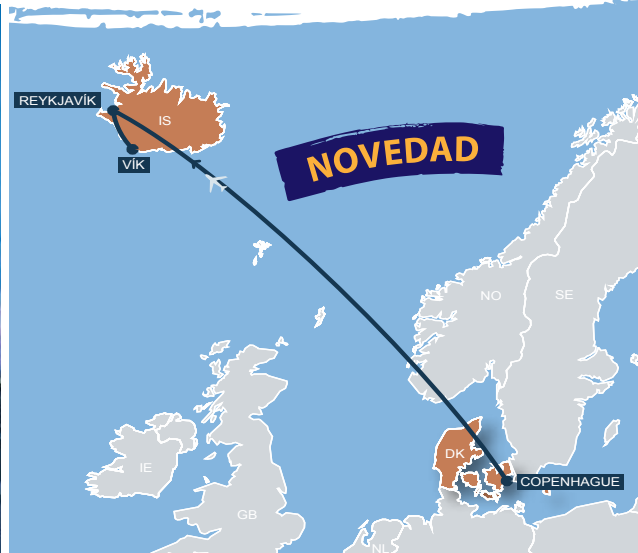 REYKJAVÍK
IS
VÍK
NOVEDAD
NO
SE
DK
COPENHAGUE
IE
GB
NL